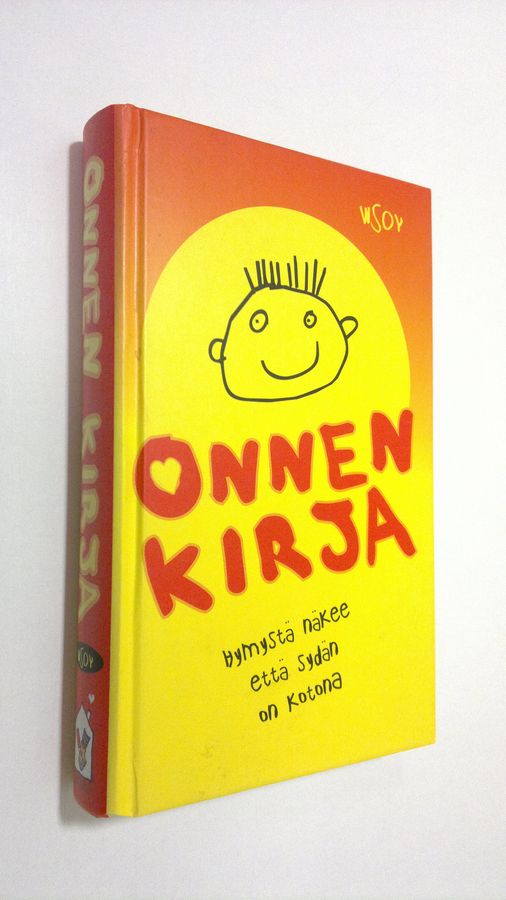 WSOY
ONNEN
KIRJA
Hymystä näkee
että sydän
on kotona
ONNEN KIRJA
WSOY